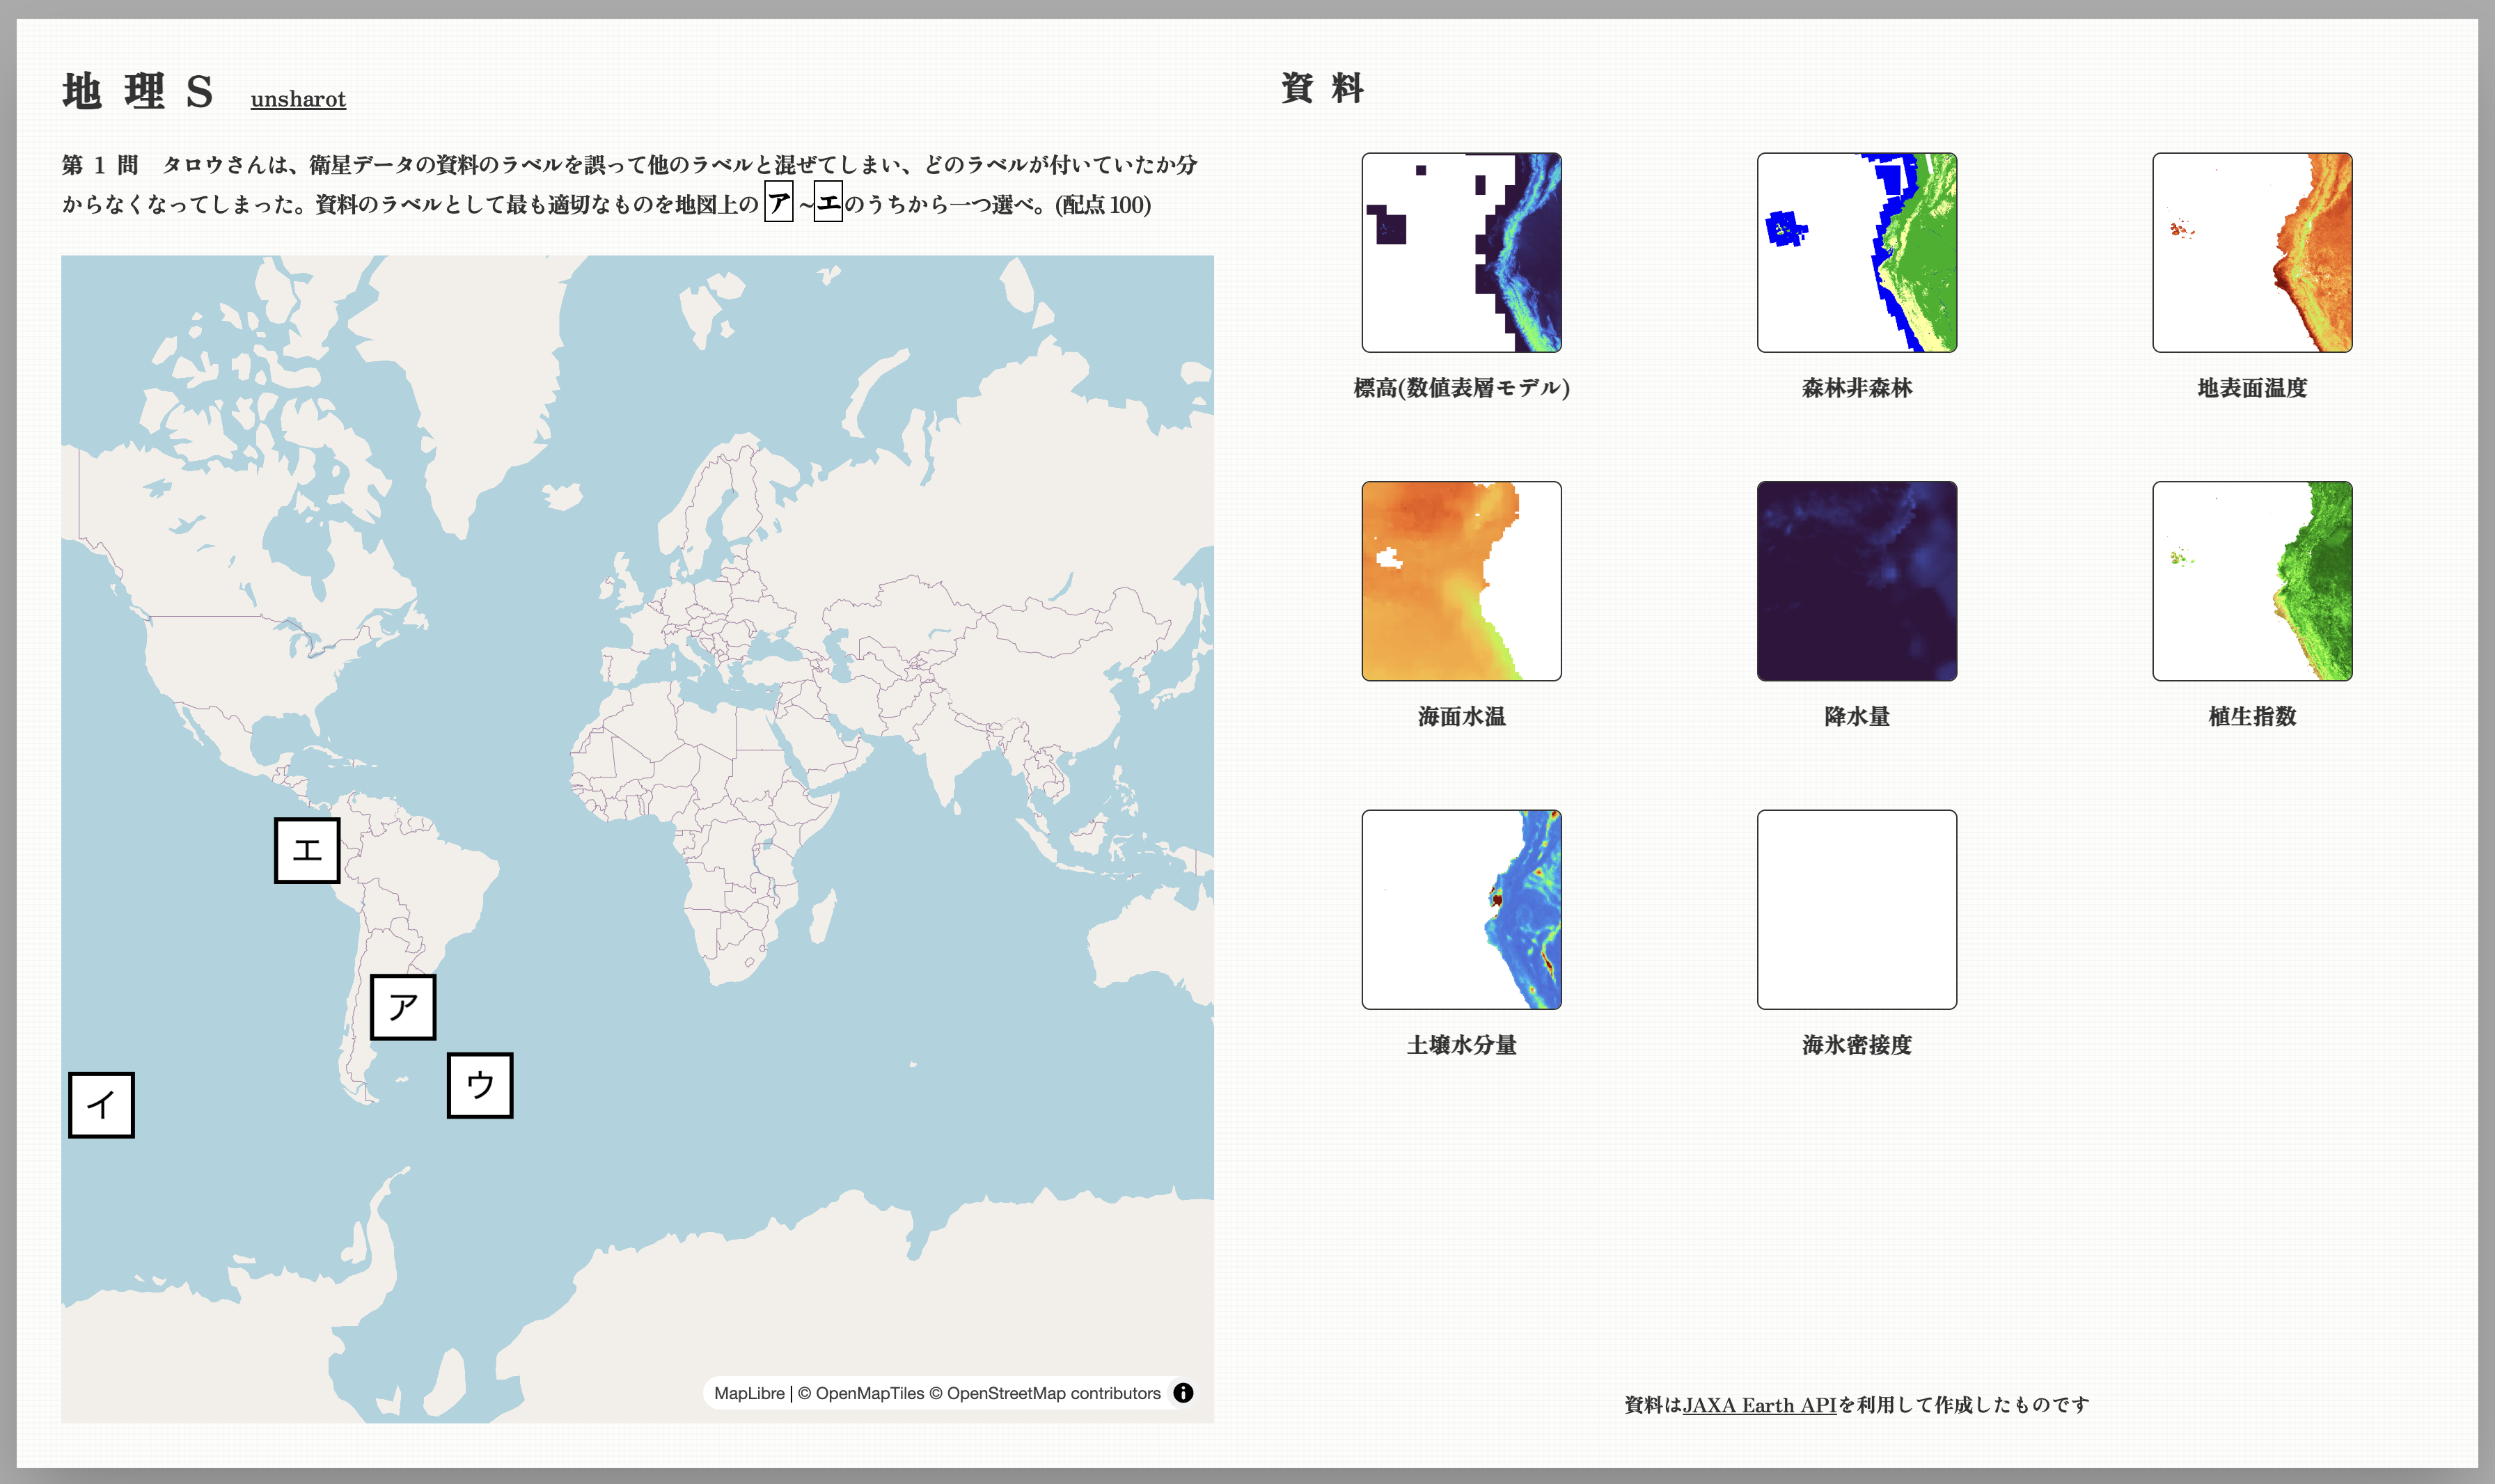 地理S unsharot
第1問 タロウさんは、衛星データの資料のラベルを誤って他のラベルと混ぜてしまい、どのラベルが付いていたか分
からなくなってしまった。資料のラベルとして最も適切なものを地図上の ア ~ エ のうちから一つ選べ。(配点 100)
エ
ア
ウ
イ
MapLibre | © OpenMapTiles © OpenStreetMap contributors
資料
標高(数値表層モデル)
森林非森林
地表面温度
海面水温
降水量
植生指数
土壌水分量
海氷密接度
資料はJAXA Earth APIを利用して作成したものです